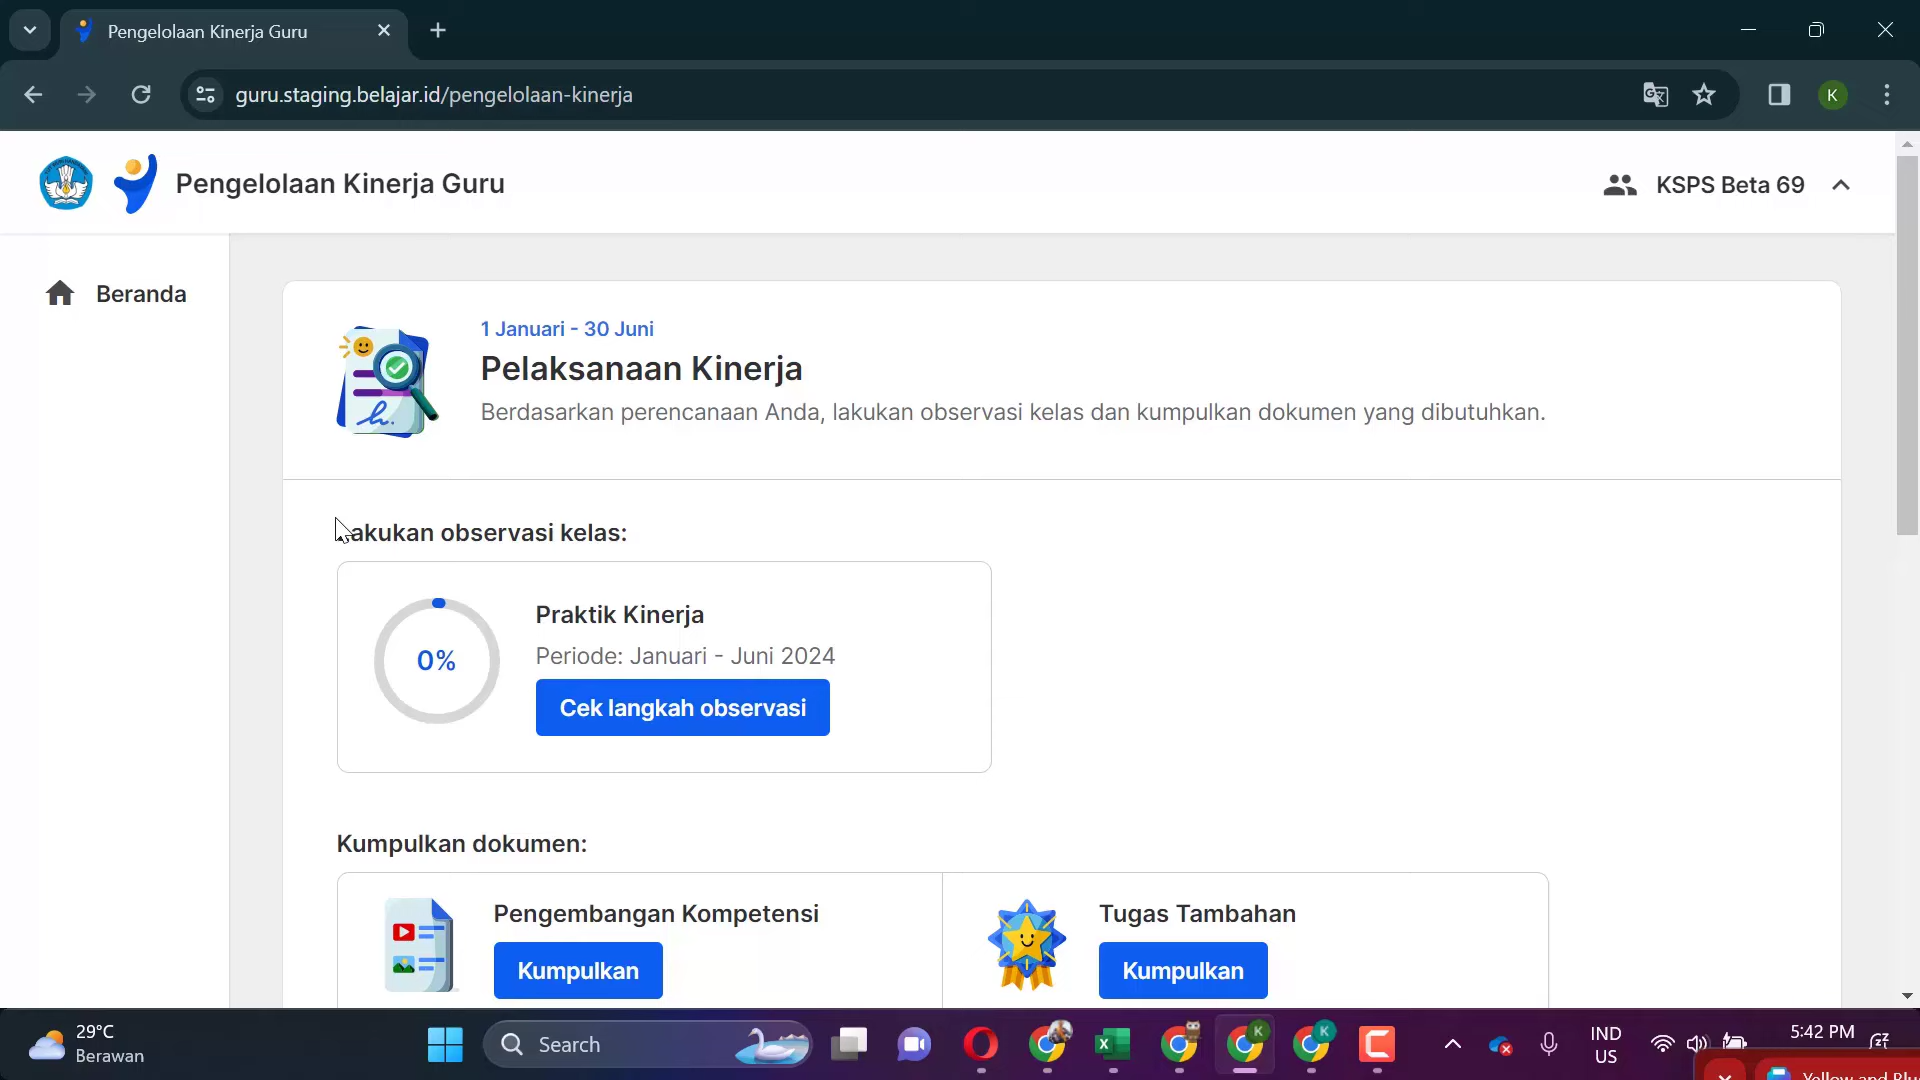 Pengelolaan Kinerja Guru
guru.staging.belajar.id/pengelolaan-kinerja
K
Pengelolaan Kinerja Guru
KSPS Beta 69
Beranda
1 Januari - 30 Juni
Pelaksanaan Kinerja
Berdasarkan perencanaan Anda, lakukan observasi kelas dan kumpulkan dokumen yang dibutuhkan.
Lakukan observasi kelas:
0%
Praktik Kinerja
Periode: Januari - Juni 2024
Cek langkah observasi
Kumpulkan dokumen:
Pengembangan Kompetensi
Kumpulkan
Tugas Tambahan
Kumpulkan
29°C
Berawan
Search
K
K
IND
US
5:42 PM
Yellow and